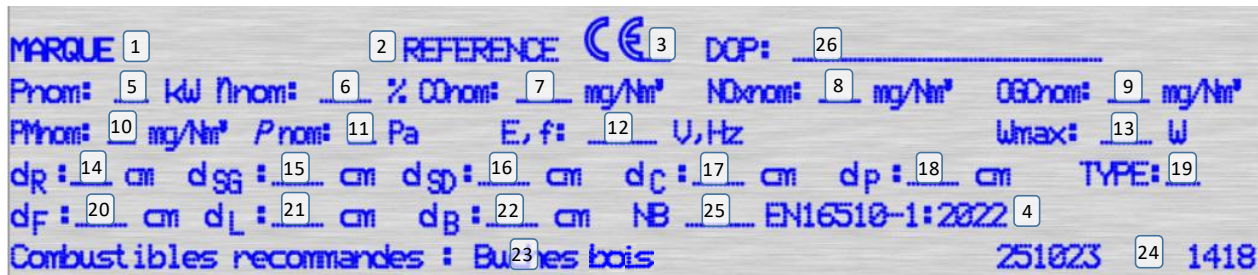 MARQUE 1 2 REFERENCE CE 3 DOP: 26
Pnom: 5 kW ηnom: 6 % COnom: 7 mg/Nm³ NOxnom: 8 mg/Nm³ OGCnom: 9 mg/Nm³
PMnom: 10 mg/Nm³ Pnom: 11 Pa E,f: 12 V,Hz Wmax: 13 W
dR : 14 cm dSG : 15 cm dSD : 16 cm dC : 17 cm dP : 18 cm TYPE: 19
dF : 20 cm dL : 21 cm dB : 22 cm NB 25 EN16510-1:2022 4
Combustibles recommandes : 23 bois 251023 24 1418